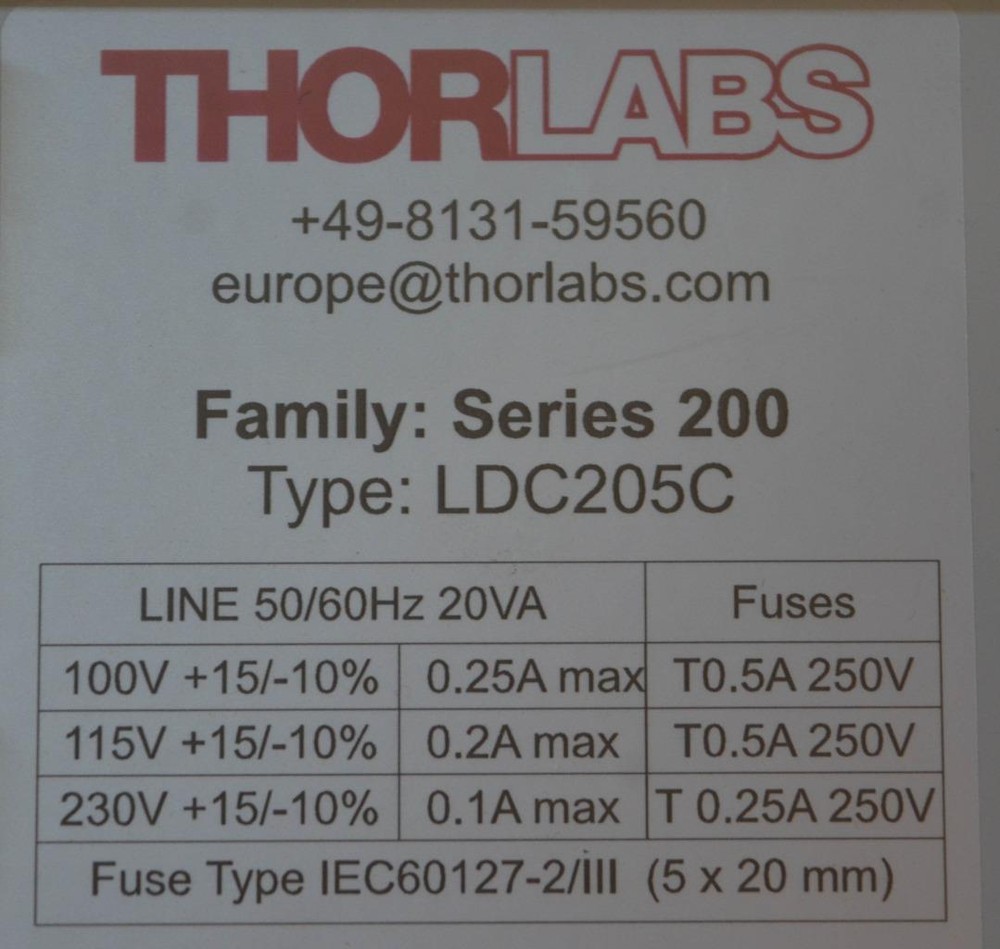 THORLABS
+49-8131-59560
europe@thorlabs.com
Family: Series 200
Type: LDC205C
LINE 50/60Hz 20VA Fuses
100V +15/-10% 0.25A max T0.5A 250V
115V +15/-10% 0.2A max T0.5A 250V
230V +15/-10% 0.1A max T 0.25A 250V
Fuse Type IEC60127-2/III (5 x 20 mm)